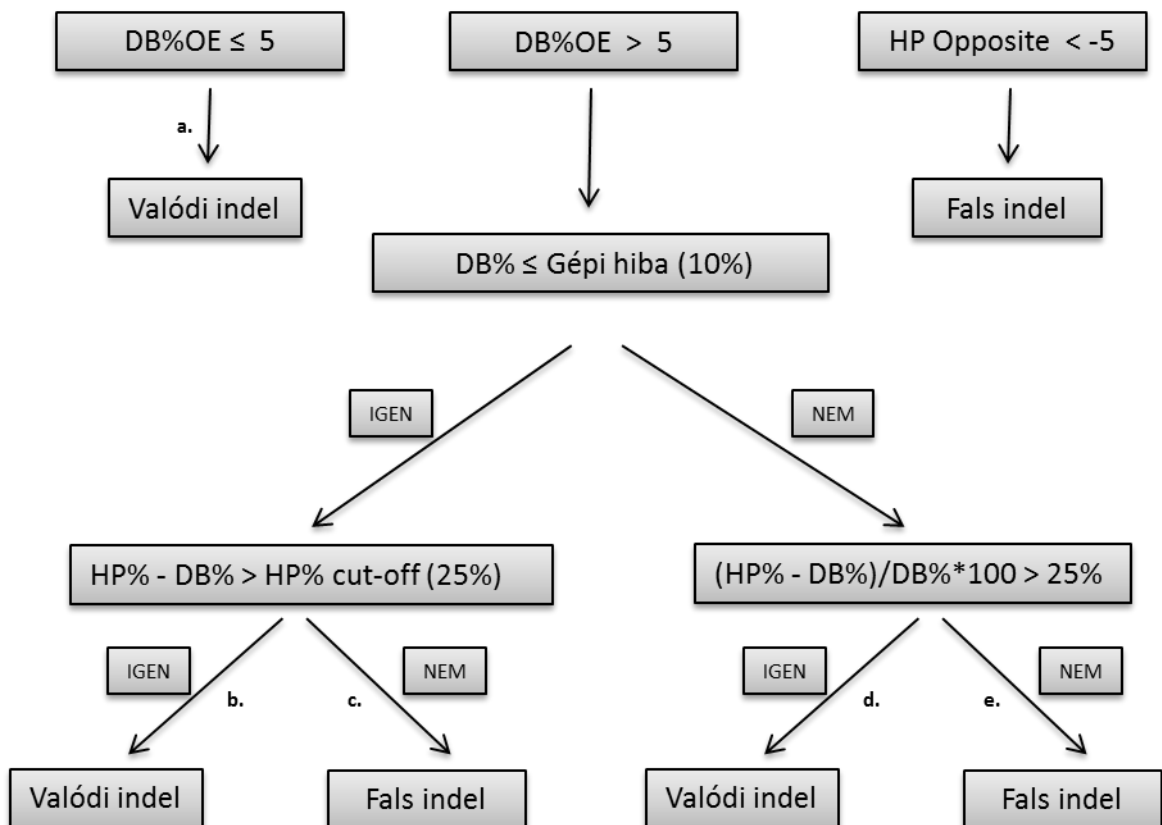 DB%OE ≤ 5
DB%OE > 5
HP Opposite < -5
a.
Valódi indel
Fals indel
DB% ≤ Gépi hiba (10%)
IGEN
NEM
HP% - DB% > HP% cut-off (25%)
(HP% - DB%)/DB%*100 > 25%
IGEN
NEM
IGEN
NEM
b.
c.
d.
e.
Valódi indel
Fals indel
Valódi indel
Fals indel